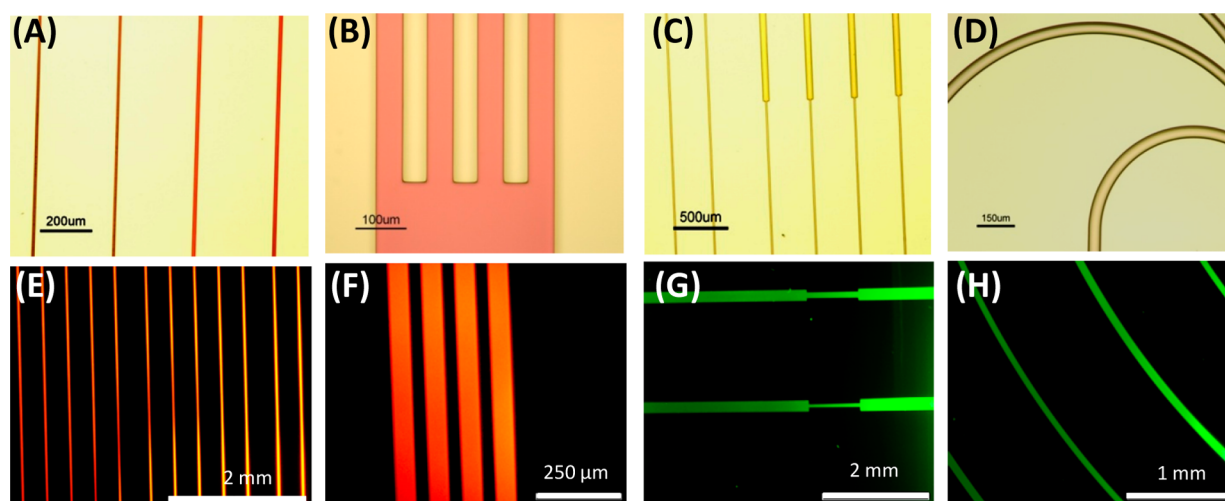 (A)
(B)
(C)
(D)
200um
100um
500um
150um
(E)
(F)
(G)
(H)
2 mm
250 μm
2 mm
1 mm